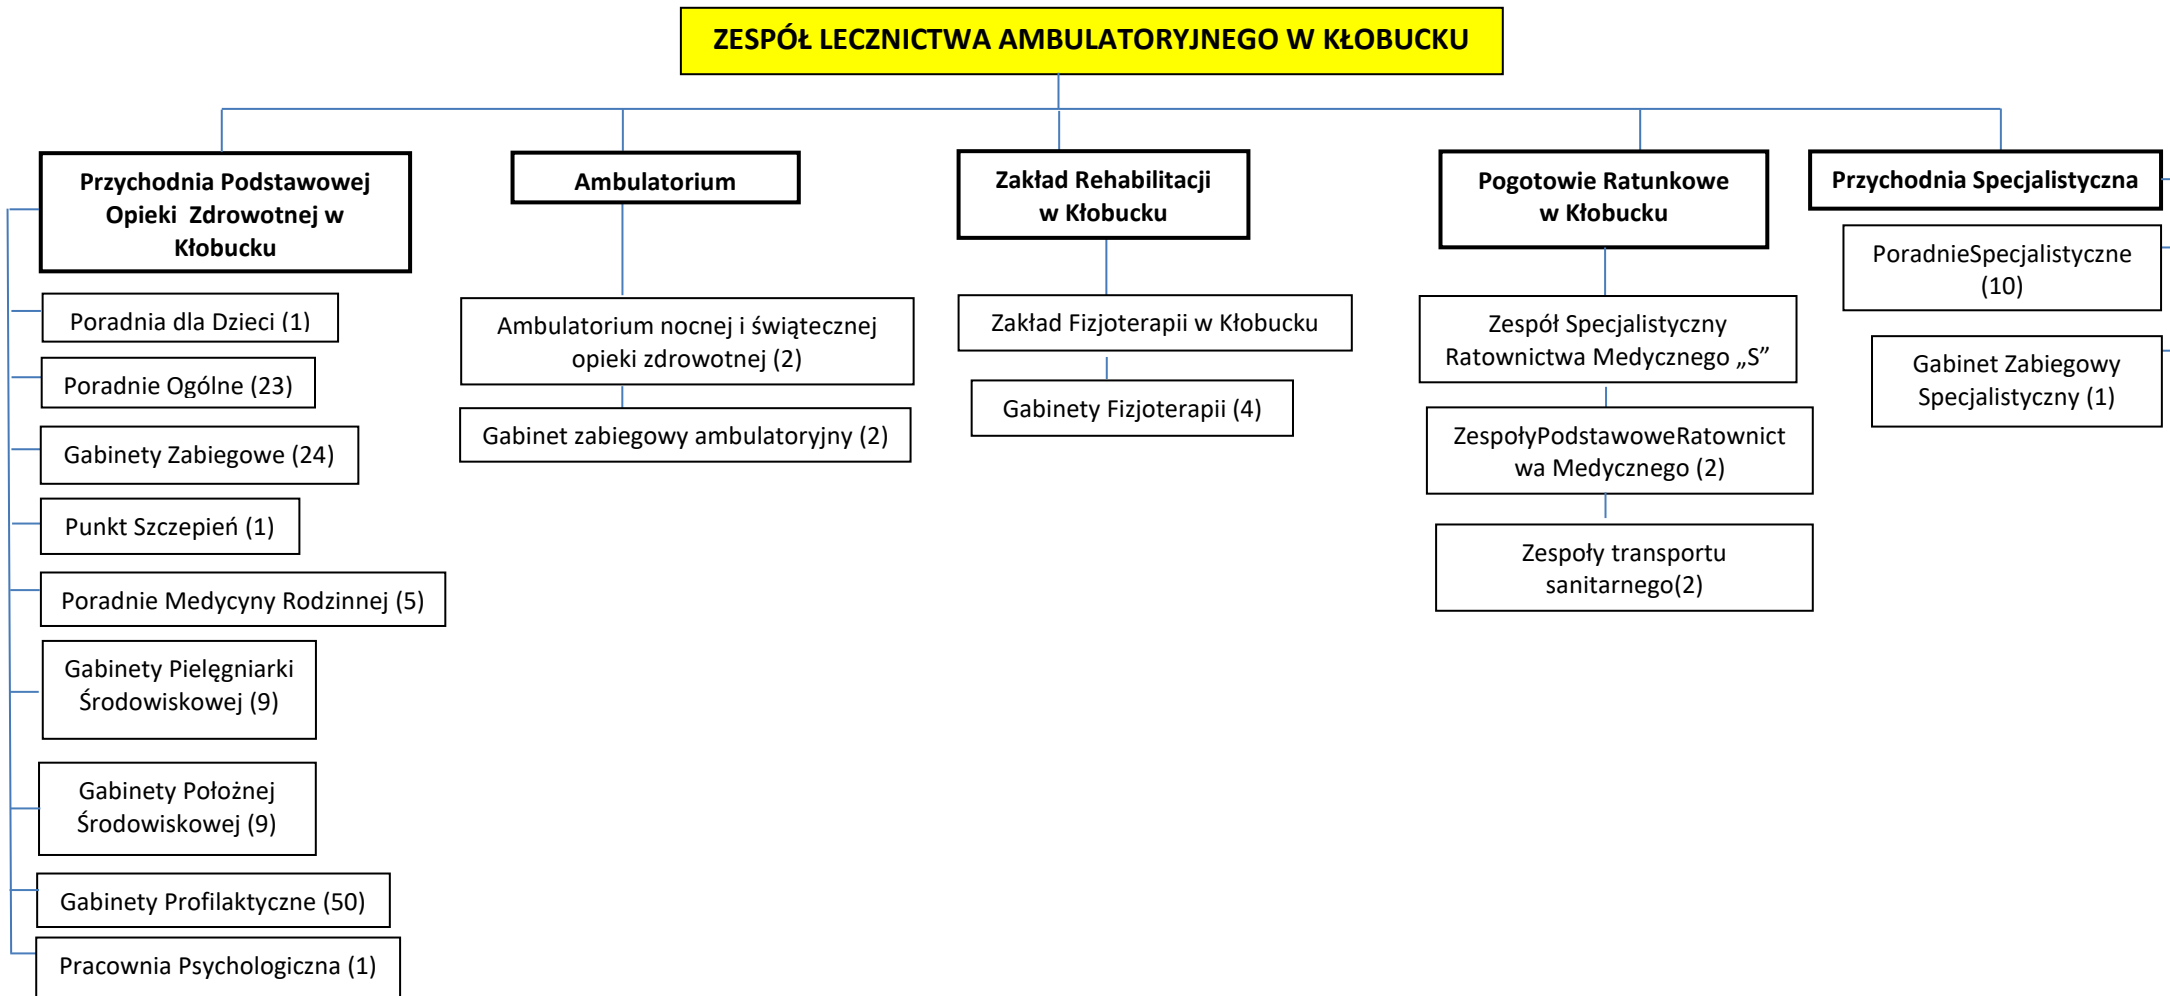 ZESPÓŁ LECZNICTWA AMBULATORYJNEGO W KŁOBUCKU
Przychodnia Podstawowej
Opieki Zdrowotnej w
Kłobucku
Poradnia dla Dzieci (1)
Poradnie Ogólne (23)
Gabinety Zabiegowe (24)
Punkt Szczepień (1)
Poradnie Medycyny Rodzinnej (5)
Gabinety Pielęgniarki
Środowiskowej (9)
Gabinety Położnej
Środowiskowej (9)
Gabinety Profilaktyczne (50)
Pracownia Psychologiczna (1)
Ambulatorium
Ambulatorium nocnej i świątecznej
opieki zdrowotnej (2)
Gabinet zabiegowy ambulatoryjny (2)
Zakład Rehabilitacji
w Kłobucku
Zakład Fizjoterapii w Kłobucku
Gabinety Fizjoterapii (4)
Pogotowie Ratunkowe
w Kłobucku
Zespół Specjalistyczny
Ratownictwa Medycznego „S”
ZespołyPodstawoweRatownict
wa Medycznego (2)
Zespoły transportu
sanitarnego(2)
Przychodnia Specjalistyczna
PoradnieSpecjalistyczne
(10)
Gabinet Zabiegowy
Specjalistyczny (1)